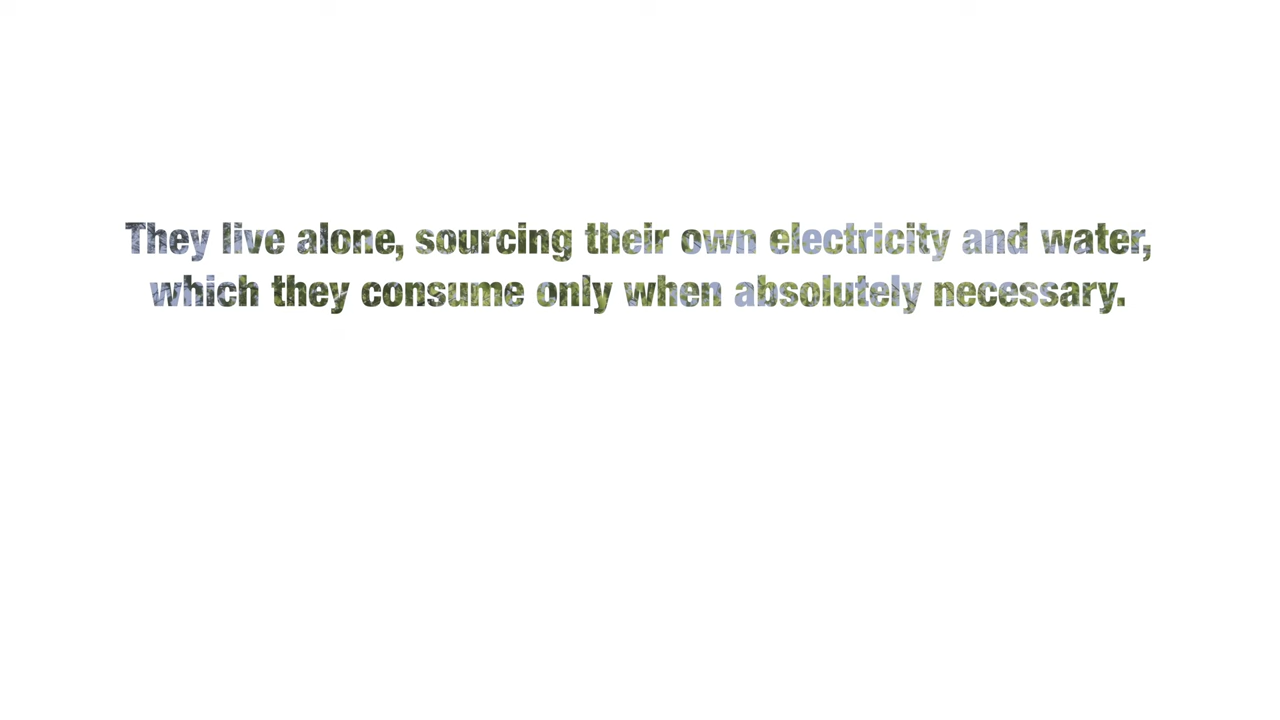 They live alone, sourcing their own electricity and water,
which they consume only when absolutely necessary.